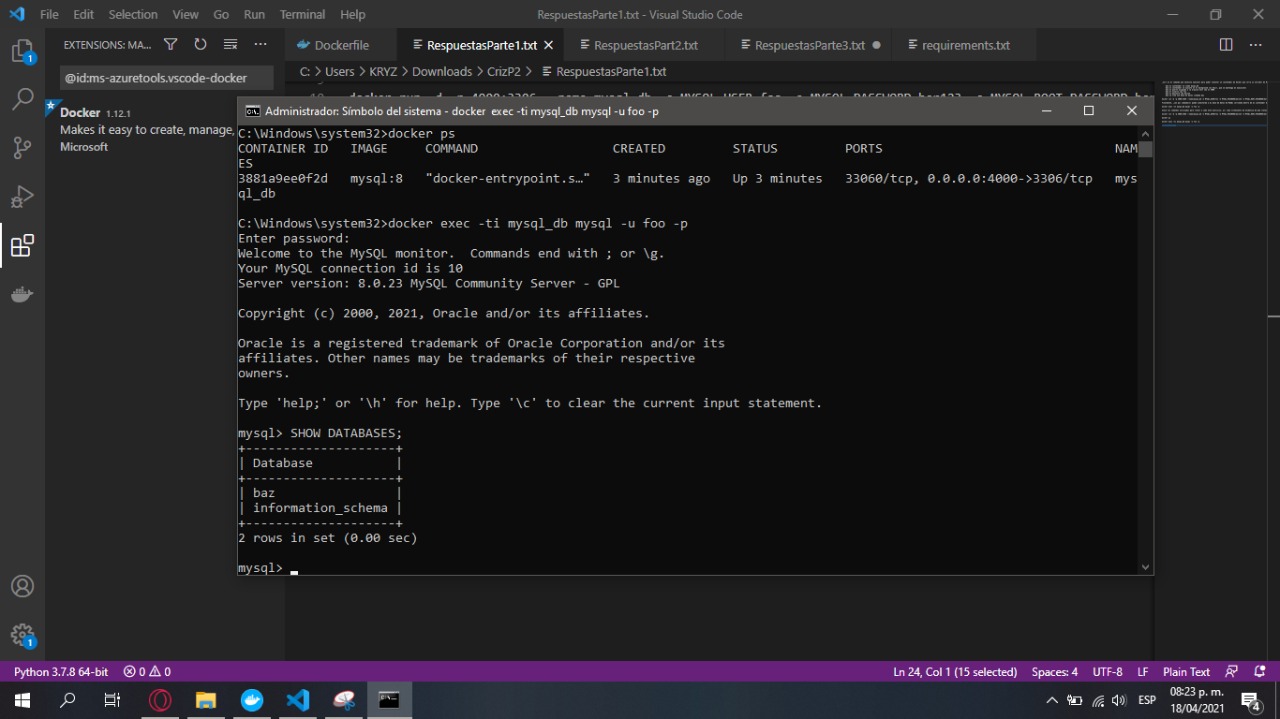 File Edit Selection View Go Run Terminal Help
RespuestasParte1.txt - Visual Studio Code
EXTENSIONS: MA...
Dockerfile
RespuestasParte1.txt
RespuestasPart2.txt
RespuestasParte3.txt
requirements.txt
@id:ms-azuretools.vscode-docker
C: > Users > KRYZ > Downloads > CrizP2 > RespuestasParte1.txt
Docker 1.12.1
Makes it easy to create, manage,
Microsoft
Administrador: Símbolo del sistema - docker exec -ti mysql_db mysql -u foo -p
C:\Windows\system32>docker ps
CONTAINER ID IMAGE COMMAND CREATED STATUS PORTS NAM
ES
3881a9ee0f2d mysql:8 "docker-entrypoint.s…" 3 minutes ago Up 3 minutes 33060/tcp, 0.0.0.0:4000->3306/tcp mys
ql_db
C:\Windows\system32>docker exec -ti mysql_db mysql -u foo -p
Enter password:
Welcome to the MySQL monitor. Commands end with ; or \g.
Your MySQL connection id is 10
Server version: 8.0.23 MySQL Community Server - GPL
Copyright (c) 2000, 2021, Oracle and/or its affiliates.
Oracle is a registered trademark of Oracle Corporation and/or its
affiliates. Other names may be trademarks of their respective
owners.
Type 'help;' or '\h' for help. Type '\c' to clear the current input statement.
mysql> SHOW DATABASES;
+--------------------+
| Database |
+--------------------+
| baz |
| information_schema |
+--------------------+
2 rows in set (0.00 sec)
mysql>
1
1
Python 3.7.8 64-bit 0 0
Ln 24, Col 1 (15 selected) Spaces: 4 UTF-8 LF Plain Text
ESP
08:23 p. m.
18/04/2021
4